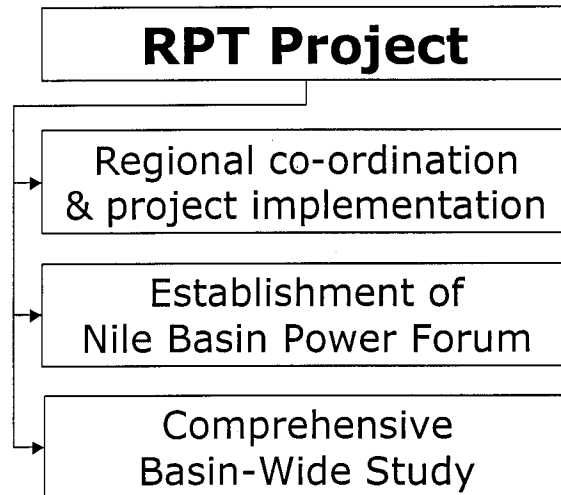 RPT Project
Regional co-ordination
& project implementation
Establishment of
Nile Basin Power Forum
Comprehensive
Basin-Wide Study